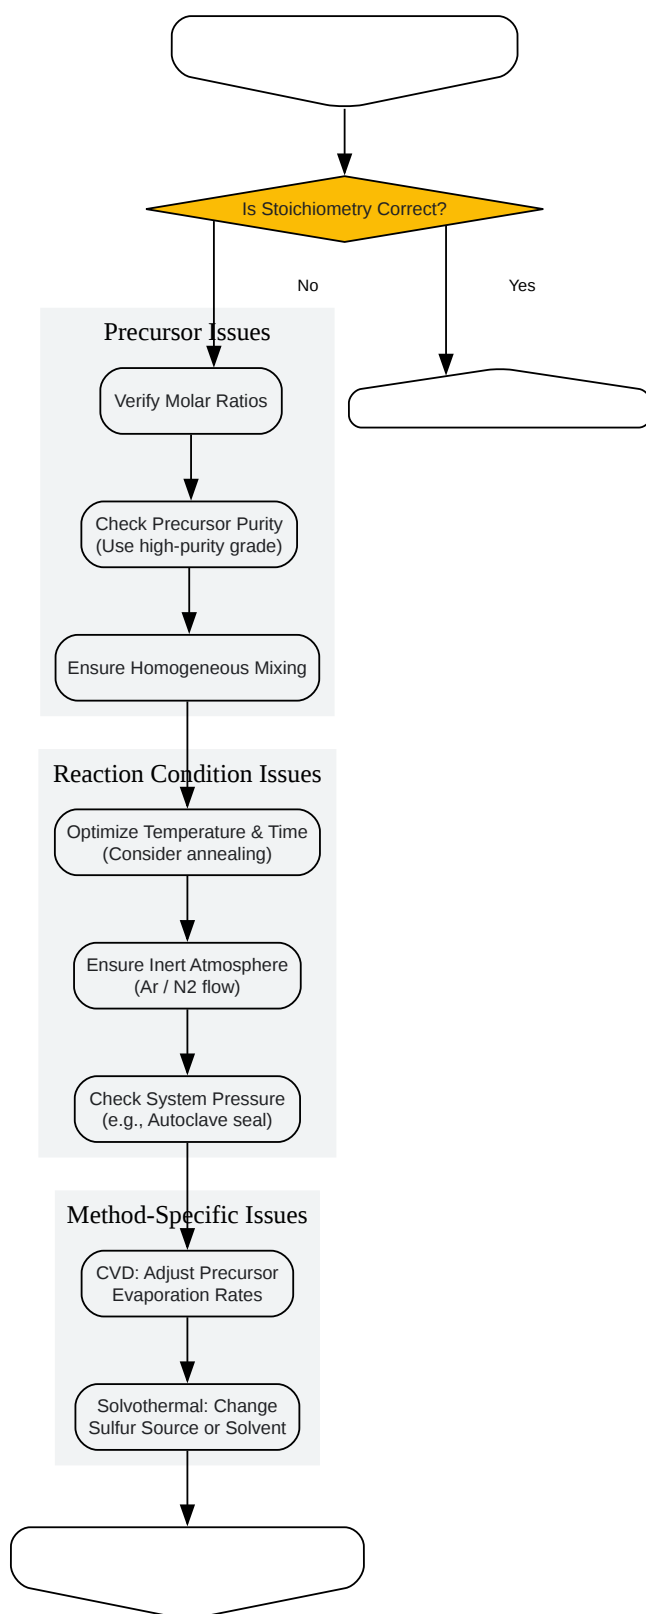 Is Stoichiometry Correct?
No
Yes
Precursor Issues
Verify Molar Ratios
Check Precursor Purity
(Use high-purity grade)
Ensure Homogeneous Mixing
Reaction Condition Issues
Optimize Temperature & Time
(Consider annealing)
Ensure Inert Atmosphere
(Ar / N2 flow)
Check System Pressure
(e.g., Autoclave seal)
Method-Specific Issues
CVD: Adjust Precursor
Evaporation Rates
Solvothermal: Change
Sulfur Source or Solvent